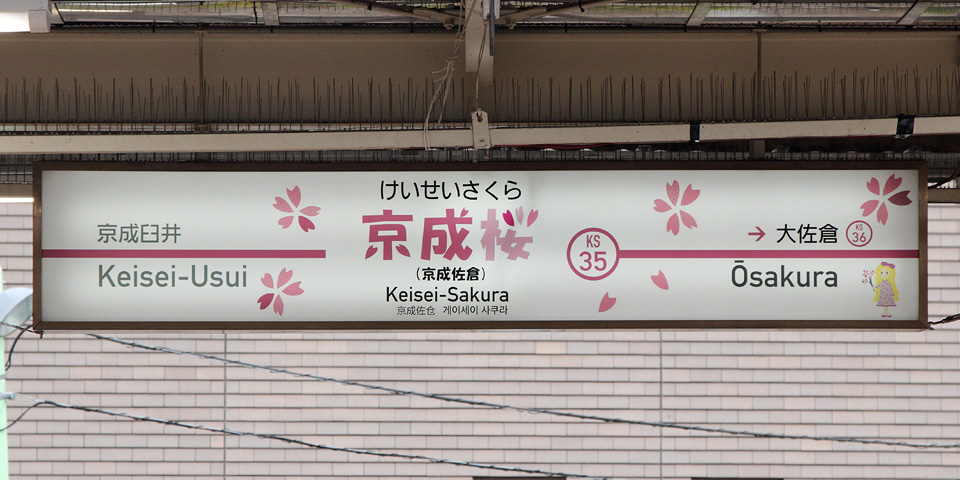 京成臼井
Keisei-Usui
けいせいさくら
京成桜
(京成佐倉)
Keisei-Sakura
京成佐仓 게이세이 사쿠라
KS
35
→ 大佐倉
KS
36
Ōsakura